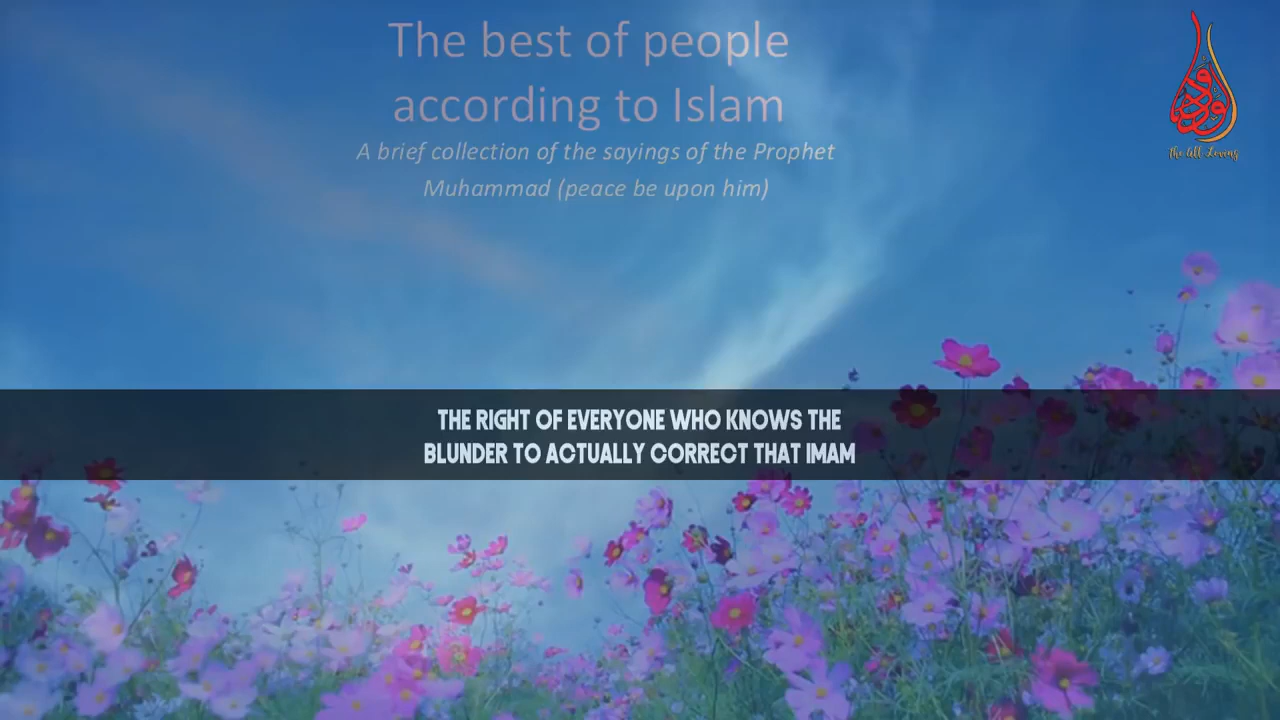 The best of people
according to Islam
A brief collection of the sayings of the Prophet
Muhammad (peace be upon him)
الودود
The All Loving
THE RIGHT OF EVERYONE WHO KNOWS THE
BLUNDER TO ACTUALLY CORRECT THAT IMAM